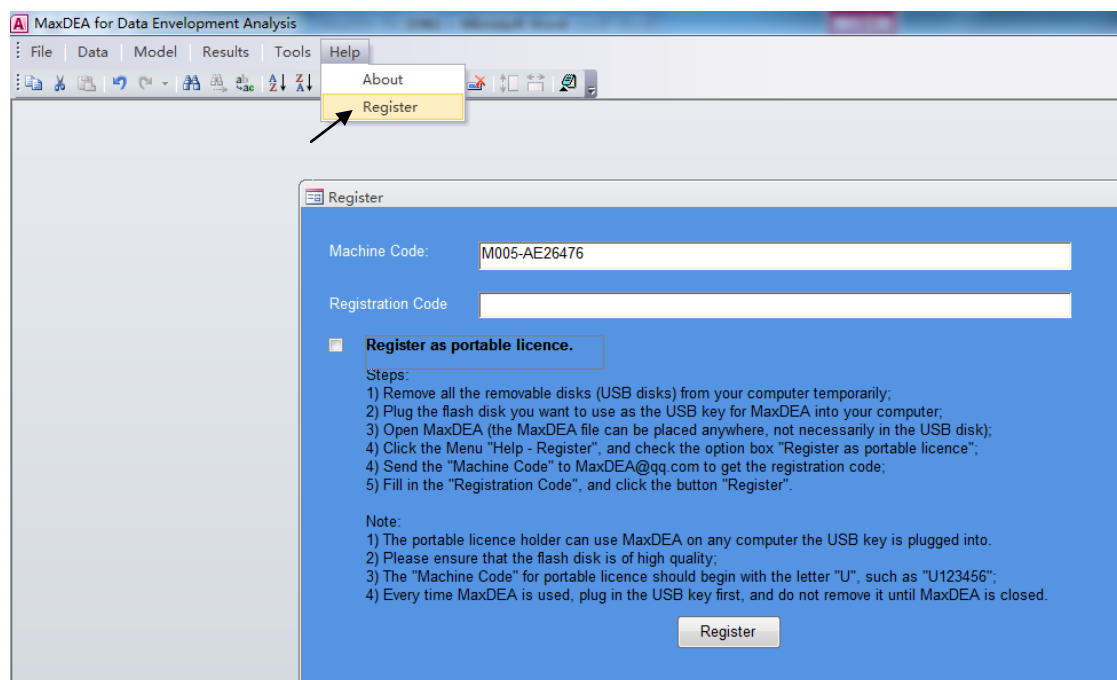 MaxDEA for Data Envelopment Analysis
File Data Model Results Tools Help
About
Register
Register
Machine Code: M005-AE26476
Registration Code
Register as portable licence.
Steps:
1) Remove all the removable disks (USB disks) from your computer temporarily;
2) Plug the flash disk you want to use as the USB key for MaxDEA into your computer;
3) Open MaxDEA (the MaxDEA file can be placed anywhere, not necessarily in the USB disk);
4) Click the Menu "Help - Register", and check the option box "Register as portable licence";
4) Send the "Machine Code" to MaxDEA@qq.com to get the registration code;
5) Fill in the "Registration Code", and click the button "Register".
Note:
1) The portable licence holder can use MaxDEA on any computer the USB key is plugged into.
2) Please ensure that the flash disk is of high quality;
3) The "Machine Code" for portable licence should begin with the letter "U", such as "U123456";
4) Every time MaxDEA is used, plug in the USB key first, and do not remove it until MaxDEA is closed.
Register